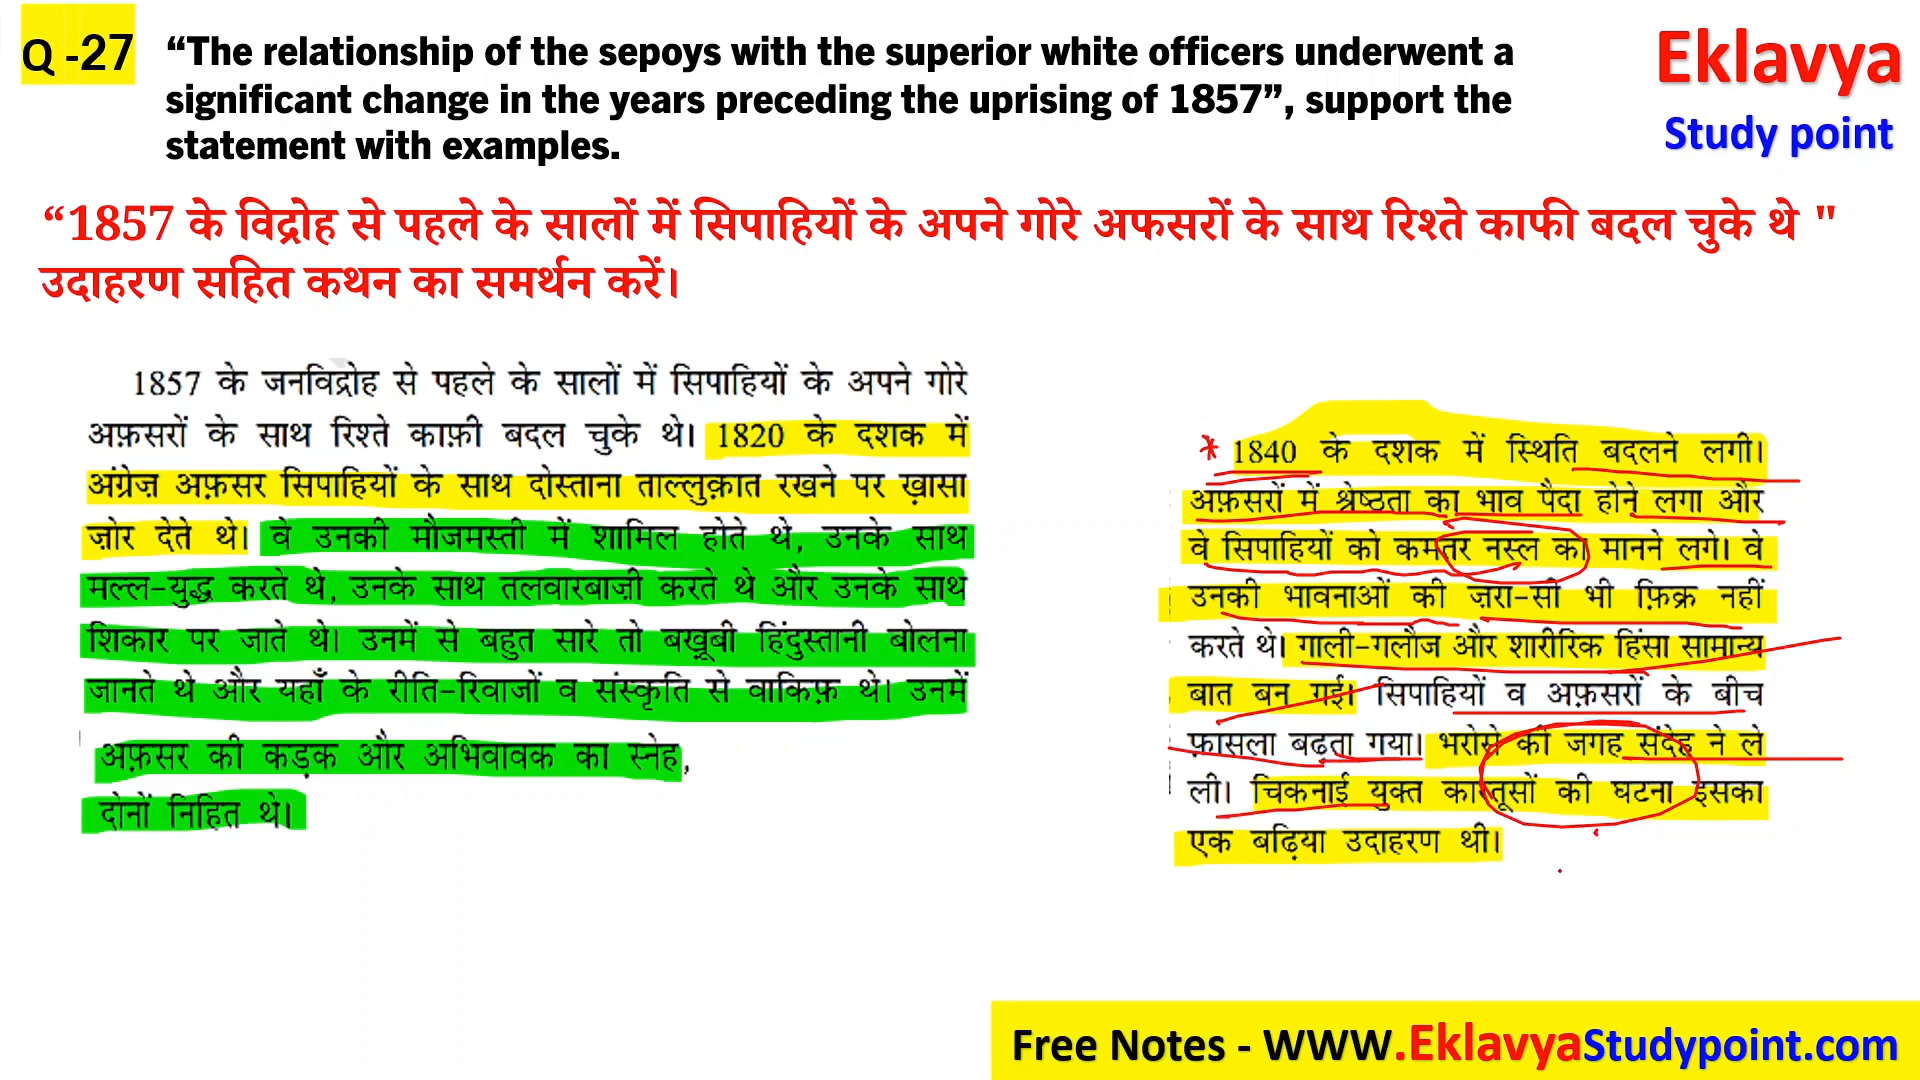 Q -27
“The relationship of the sepoys with the superior white officers underwent a
significant change in the years preceding the uprising of 1857”, support the
statement with examples.
Eklavya
Study point
“1857 के विद्रोह से पहले के सालों में सिपाहियों के अपने गोरे अफसरों के साथ रिश्ते काफी बदल चुके थे "
उदाहरण सहित कथन का समर्थन करें।
1857 के जनविद्रोह से पहले के सालों में सिपाहियों के अपने गोरे
अफ़सरों के साथ रिश्ते काफ़ी बदल चुके थे। 1820 के दशक में
अंग्रेज़ अफ़सर सिपाहियों के साथ दोस्ताना ताल्लुक़ात रखने पर ख़ासा
ज़ोर देते थे। वे उनकी मौजमस्ती में शामिल होते थे, उनके साथ
मल्ल-युद्ध करते थे, उनके साथ तलवारबाज़ी करते थे और उनके साथ
शिकार पर जाते थे। उनमें से बहुत सारे तो बख़ूबी हिंदुस्तानी बोलना
जानते थे और यहाँ के रीति-रिवाजों व संस्कृति से वाकिफ़ थे। उनमें
अफ़सर की कड़क और अभिवावक का स्नेह,
दोनों निहित थे।
1840 के दशक में स्थिति बदलने लगी।
अफ़सरों में श्रेष्ठता का भाव पैदा होने लगा और
वे सिपाहियों को कमतर नस्ल का मानने लगे। वे
उनकी भावनाओं की ज़रा-सी भी फ़िक्र नहीं
करते थे। गाली-गलौज और शारीरिक हिंसा सामान्य
बात बन गई। सिपाहियों व अफ़सरों के बीच
फ़ासला बढ़ता गया। भरोसे की जगह संदेह ने ले
ली। चिकनाई युक्त कारतूसों की घटना इसका
एक बढ़िया उदाहरण थी।
Free Notes - WWW.EklavyaStudypoint.com